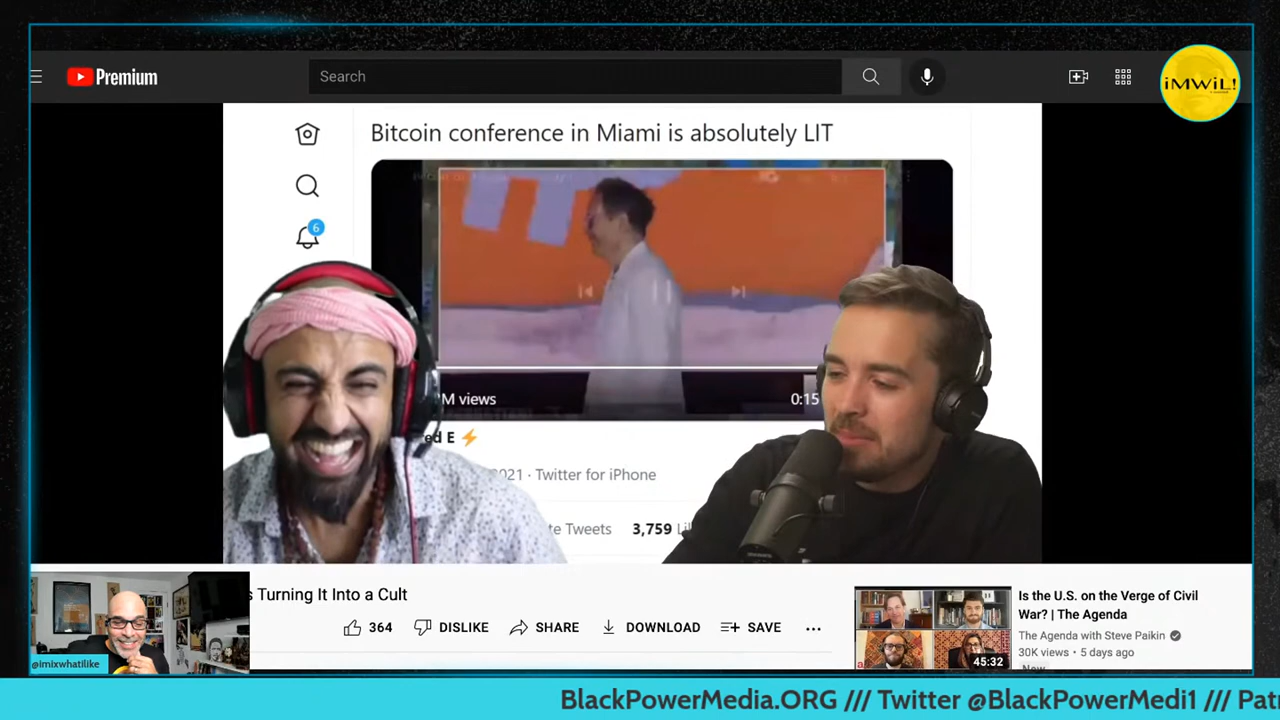 Premium
Search
iMWiL!
Bitcoin conference in Miami is absolutely LIT
6
M views
0:15
ed E ⚡
2021 · Twitter for iPhone
te Tweets 3,759 Li
s Turning It Into a Cult
364 DISLIKE SHARE DOWNLOAD SAVE
Is the U.S. on the Verge of Civil
War? | The Agenda
The Agenda with Steve Paikin
30K views • 5 days ago
New
45:32
@imixwhatilike
BlackPowerMedia.ORG /// Twitter @BlackPowerMedi1 /// Pat